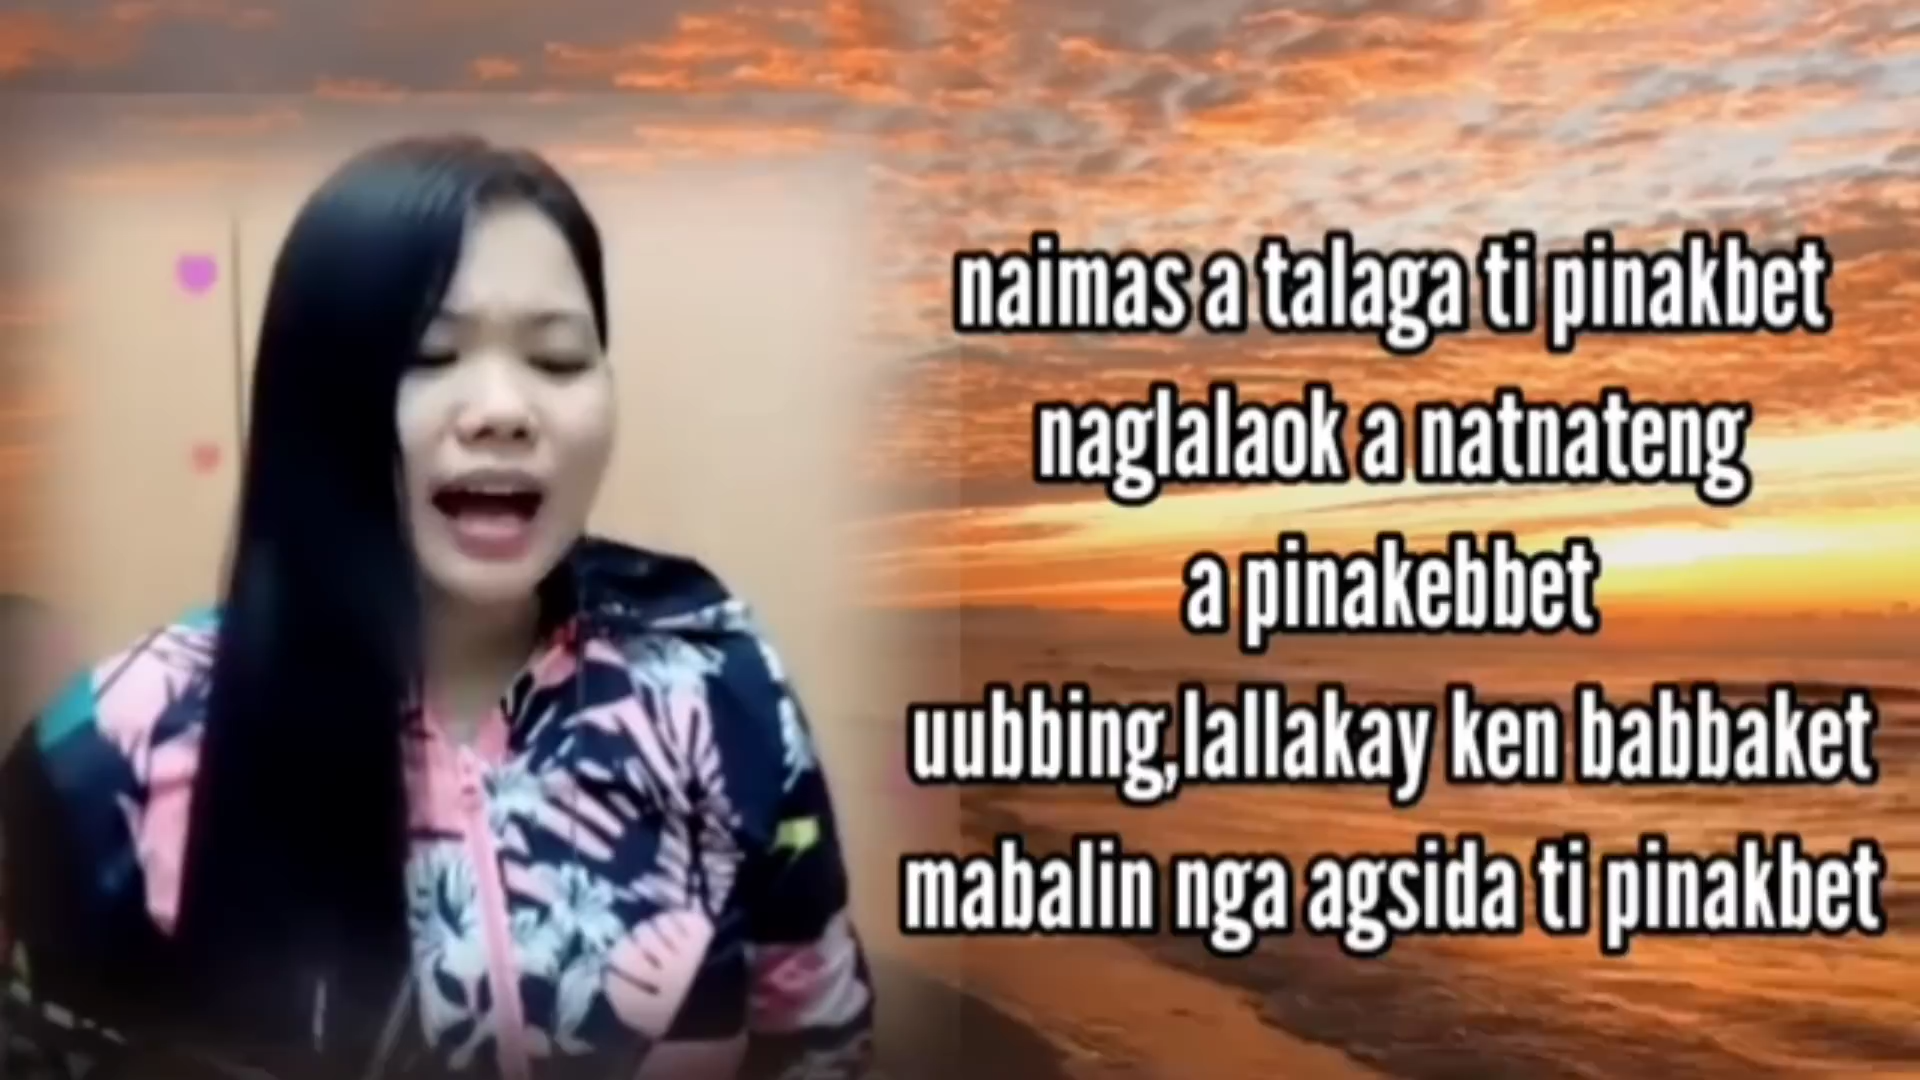 naimas a talaga ti pinakbet
naglalaok a natnateng
a pinakebbet
uubbing,lallakay ken babbaket
mabalin nga agsida ti pinakbet